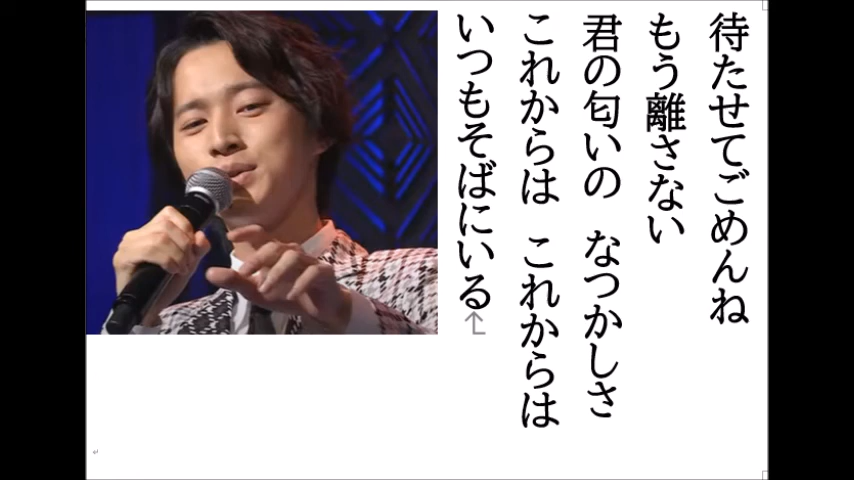 待たせてごめんね
もう離さない
君の匂いの　なつかしさ
これからは　これからは
いつもそばにいる